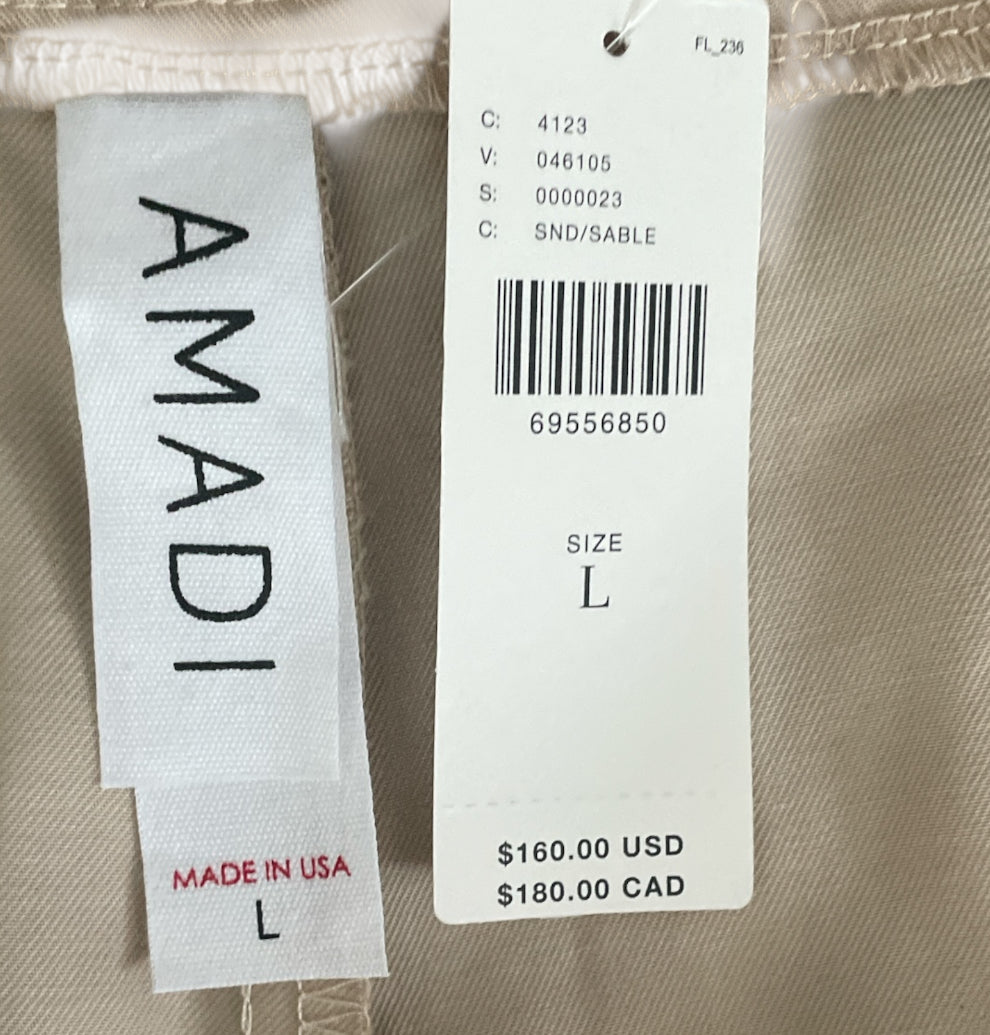 AMADI
MADE IN USA
L
FL_236
C: 4123
V: 046105
S: 0000023
C: SND/SABLE
69556850
SIZE
L
$160.00 USD
$180.00 CAD